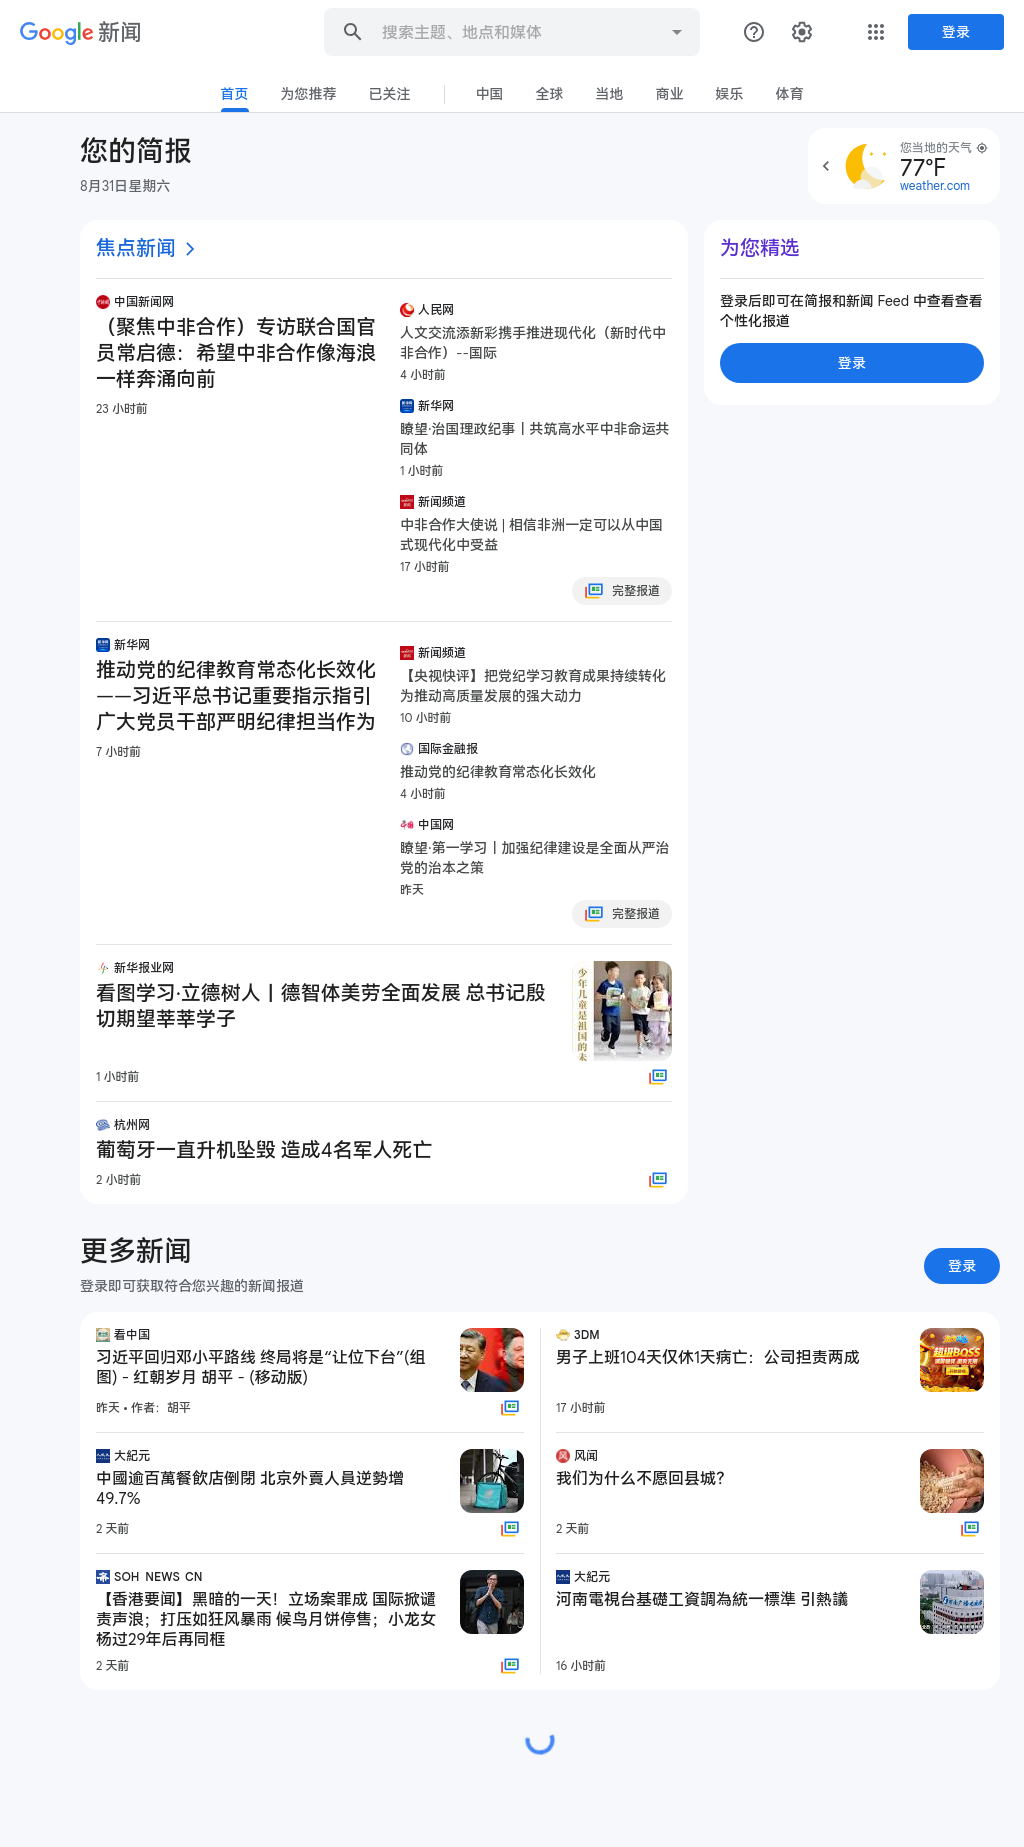 Google 新闻
搜索主题、地点和媒体
登录
首页
为您推荐
已关注
中国
全球
当地
商业
娱乐
体育
您的简报
8月31日星期六
您当地的天气
77°F
weather.com
焦点新闻
中国新闻网
（聚焦中非合作）专访联合国官
员常启德：希望中非合作像海浪
一样奔涌向前
23 小时前
人民网
人文交流添新彩携手推进现代化（新时代中
非合作）--国际
4 小时前
新华网
瞭望·治国理政纪事丨共筑高水平中非命运共
同体
1 小时前
新闻频道
中非合作大使说 | 相信非洲一定可以从中国
式现代化中受益
17 小时前
完整报道
新华网
推动党的纪律教育常态化长效化
——习近平总书记重要指示指引
广大党员干部严明纪律担当作为
7 小时前
新闻频道
【央视快评】把党纪学习教育成果持续转化
为推动高质量发展的强大动力
10 小时前
国际金融报
推动党的纪律教育常态化长效化
4 小时前
中国网
瞭望·第一学习丨加强纪律建设是全面从严治
党的治本之策
昨天
完整报道
新华报业网
看图学习·立德树人丨德智体美劳全面发展 总书记殷
切期望莘莘学子
1 小时前
少年儿童是祖国的未
杭州网
葡萄牙一直升机坠毁 造成4名军人死亡
2 小时前
为您精选
登录后即可在简报和新闻 Feed 中查看查看
个性化报道
登录
更多新闻
登录即可获取符合您兴趣的新闻报道
登录
看中国
习近平回归邓小平路线 终局将是“让位下台”(组
图) - 红朝岁月 胡平 - (移动版)
昨天 • 作者：胡平
3DM
男子上班104天仅休1天病亡：公司担责两成
17 小时前
超级BOSS
大紀元
中國逾百萬餐飲店倒閉 北京外賣人員逆勢增
49.7%
2 天前
风闻
我们为什么不愿回县城？
2 天前
SOH_NEWS_CN
【香港要闻】黑暗的一天！立场案罪成 国际掀谴
责声浪；打压如狂风暴雨 候鸟月饼停售；小龙女
杨过29年后再同框
2 天前
大紀元
河南電視台基礎工資調為統一標準 引熱議
16 小时前